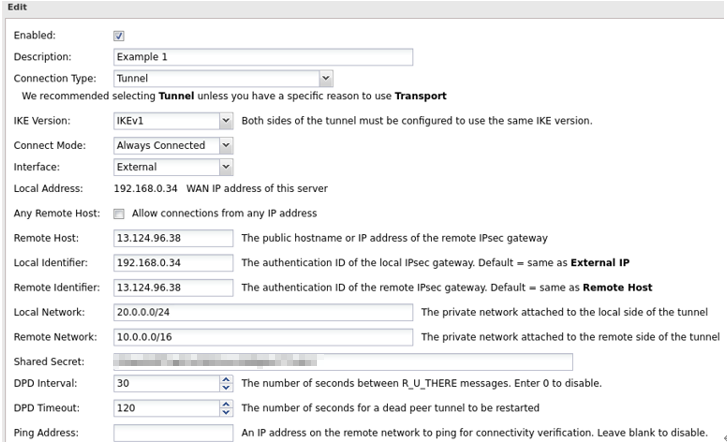 Edit
Enabled:
Description: Example 1
Connection Type: Tunnel
We recommended selecting Tunnel unless you have a specific reason to use Transport
IKE Version: IKEv1 Both sides of the tunnel must be configured to use the same IKE version.
Connect Mode: Always Connected
Interface: External
Local Address: 192.168.0.34 WAN IP address of this server
Any Remote Host: Allow connections from any IP address
Remote Host: 13.124.96.38 The public hostname or IP address of the remote IPsec gateway
Local Identifier: 192.168.0.34 The authentication ID of the local IPsec gateway. Default = same as External IP
Remote Identifier: 13.124.96.38 The authentication ID of the remote IPsec gateway. Default = same as Remote Host
Local Network: 20.0.0.0/24 The private network attached to the local side of the tunnel
Remote Network: 10.0.0.0/16 The private network attached to the remote side of the tunnel
Shared Secret:
DPD Interval: 30 The number of seconds between R_U_THERE messages. Enter 0 to disable.
DPD Timeout: 120 The number of seconds for a dead peer tunnel to be restarted
Ping Address: An IP address on the remote network to ping for connectivity verification. Leave blank to disable.